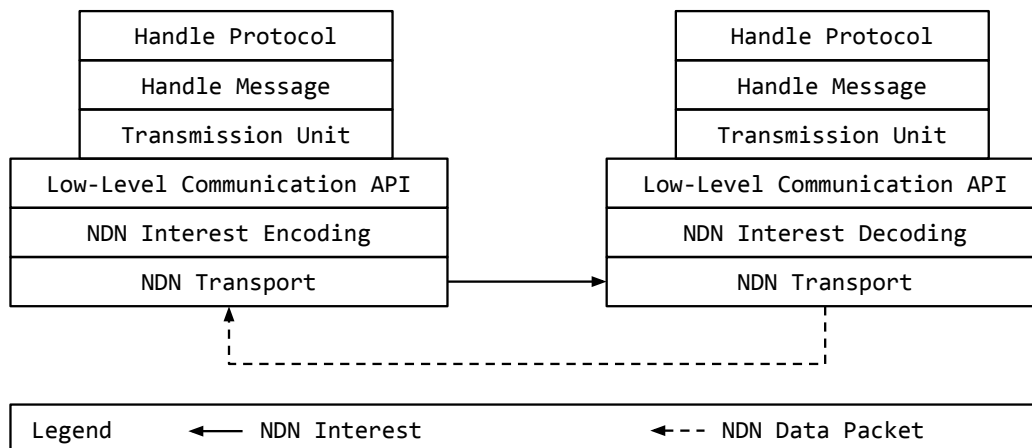 Handle Protocol
Handle Message
Transmission Unit
Low-Level Communication API
NDN Interest Encoding
NDN Transport
Handle Protocol
Handle Message
Transmission Unit
Low-Level Communication API
NDN Interest Decoding
NDN Transport
Legend NDN Interest NDN Data Packet